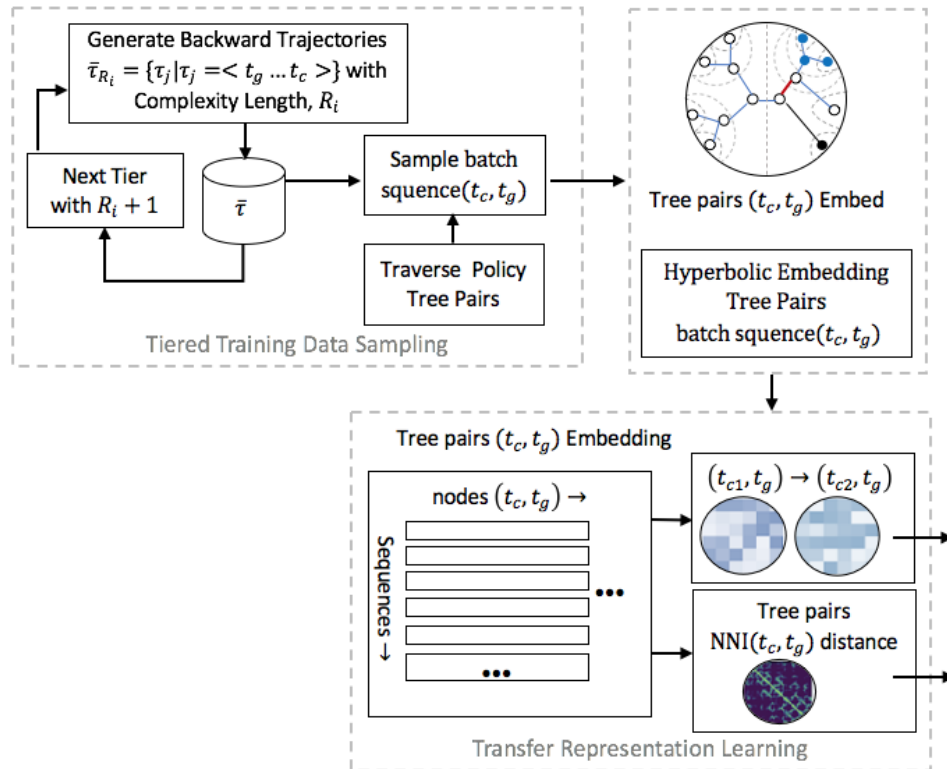 Generate Backward Trajectories
τ̄_{R_i} = {τ_j|τ_j =< t_g … t_c >} with
Complexity Length, R_i
Next Tier
with R_i + 1
τ̄
Sample batch
squence(t_c, t_g)
Traverse Policy
Tree Pairs
Tiered Training Data Sampling
Tree pairs (t_c, t_g) Embed
Hyperbolic Embedding
Tree Pairs
batch squence(t_c, t_g)
Tree pairs (t_c, t_g) Embedding
nodes (t_c, t_g) →
Sequences →
•••
•••
(t_{c1}, t_g) → (t_{c2}, t_g)
Tree pairs
NNI(t_c, t_g) distance
Transfer Representation Learning